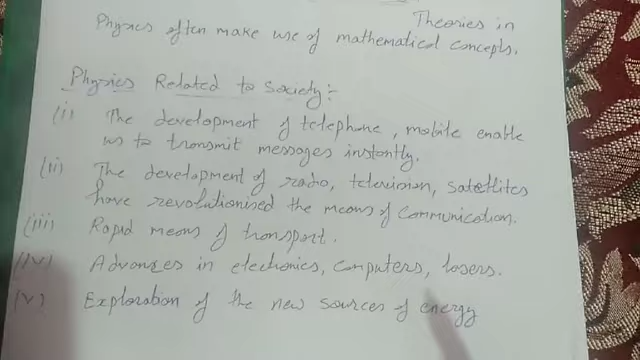 Theories in
Physics often make use of mathematical concepts.
Physics Related to Society :-
(i) The development of telephone, mobile enable
us to transmit messages instantly.
(ii) The development of radio, television, satellites
have revolutionised the means of communication.
(iii) Rapid means of transport.
(iv) Advances in electronics, computers, lasers.
(v) Exploration of the new sources of energy